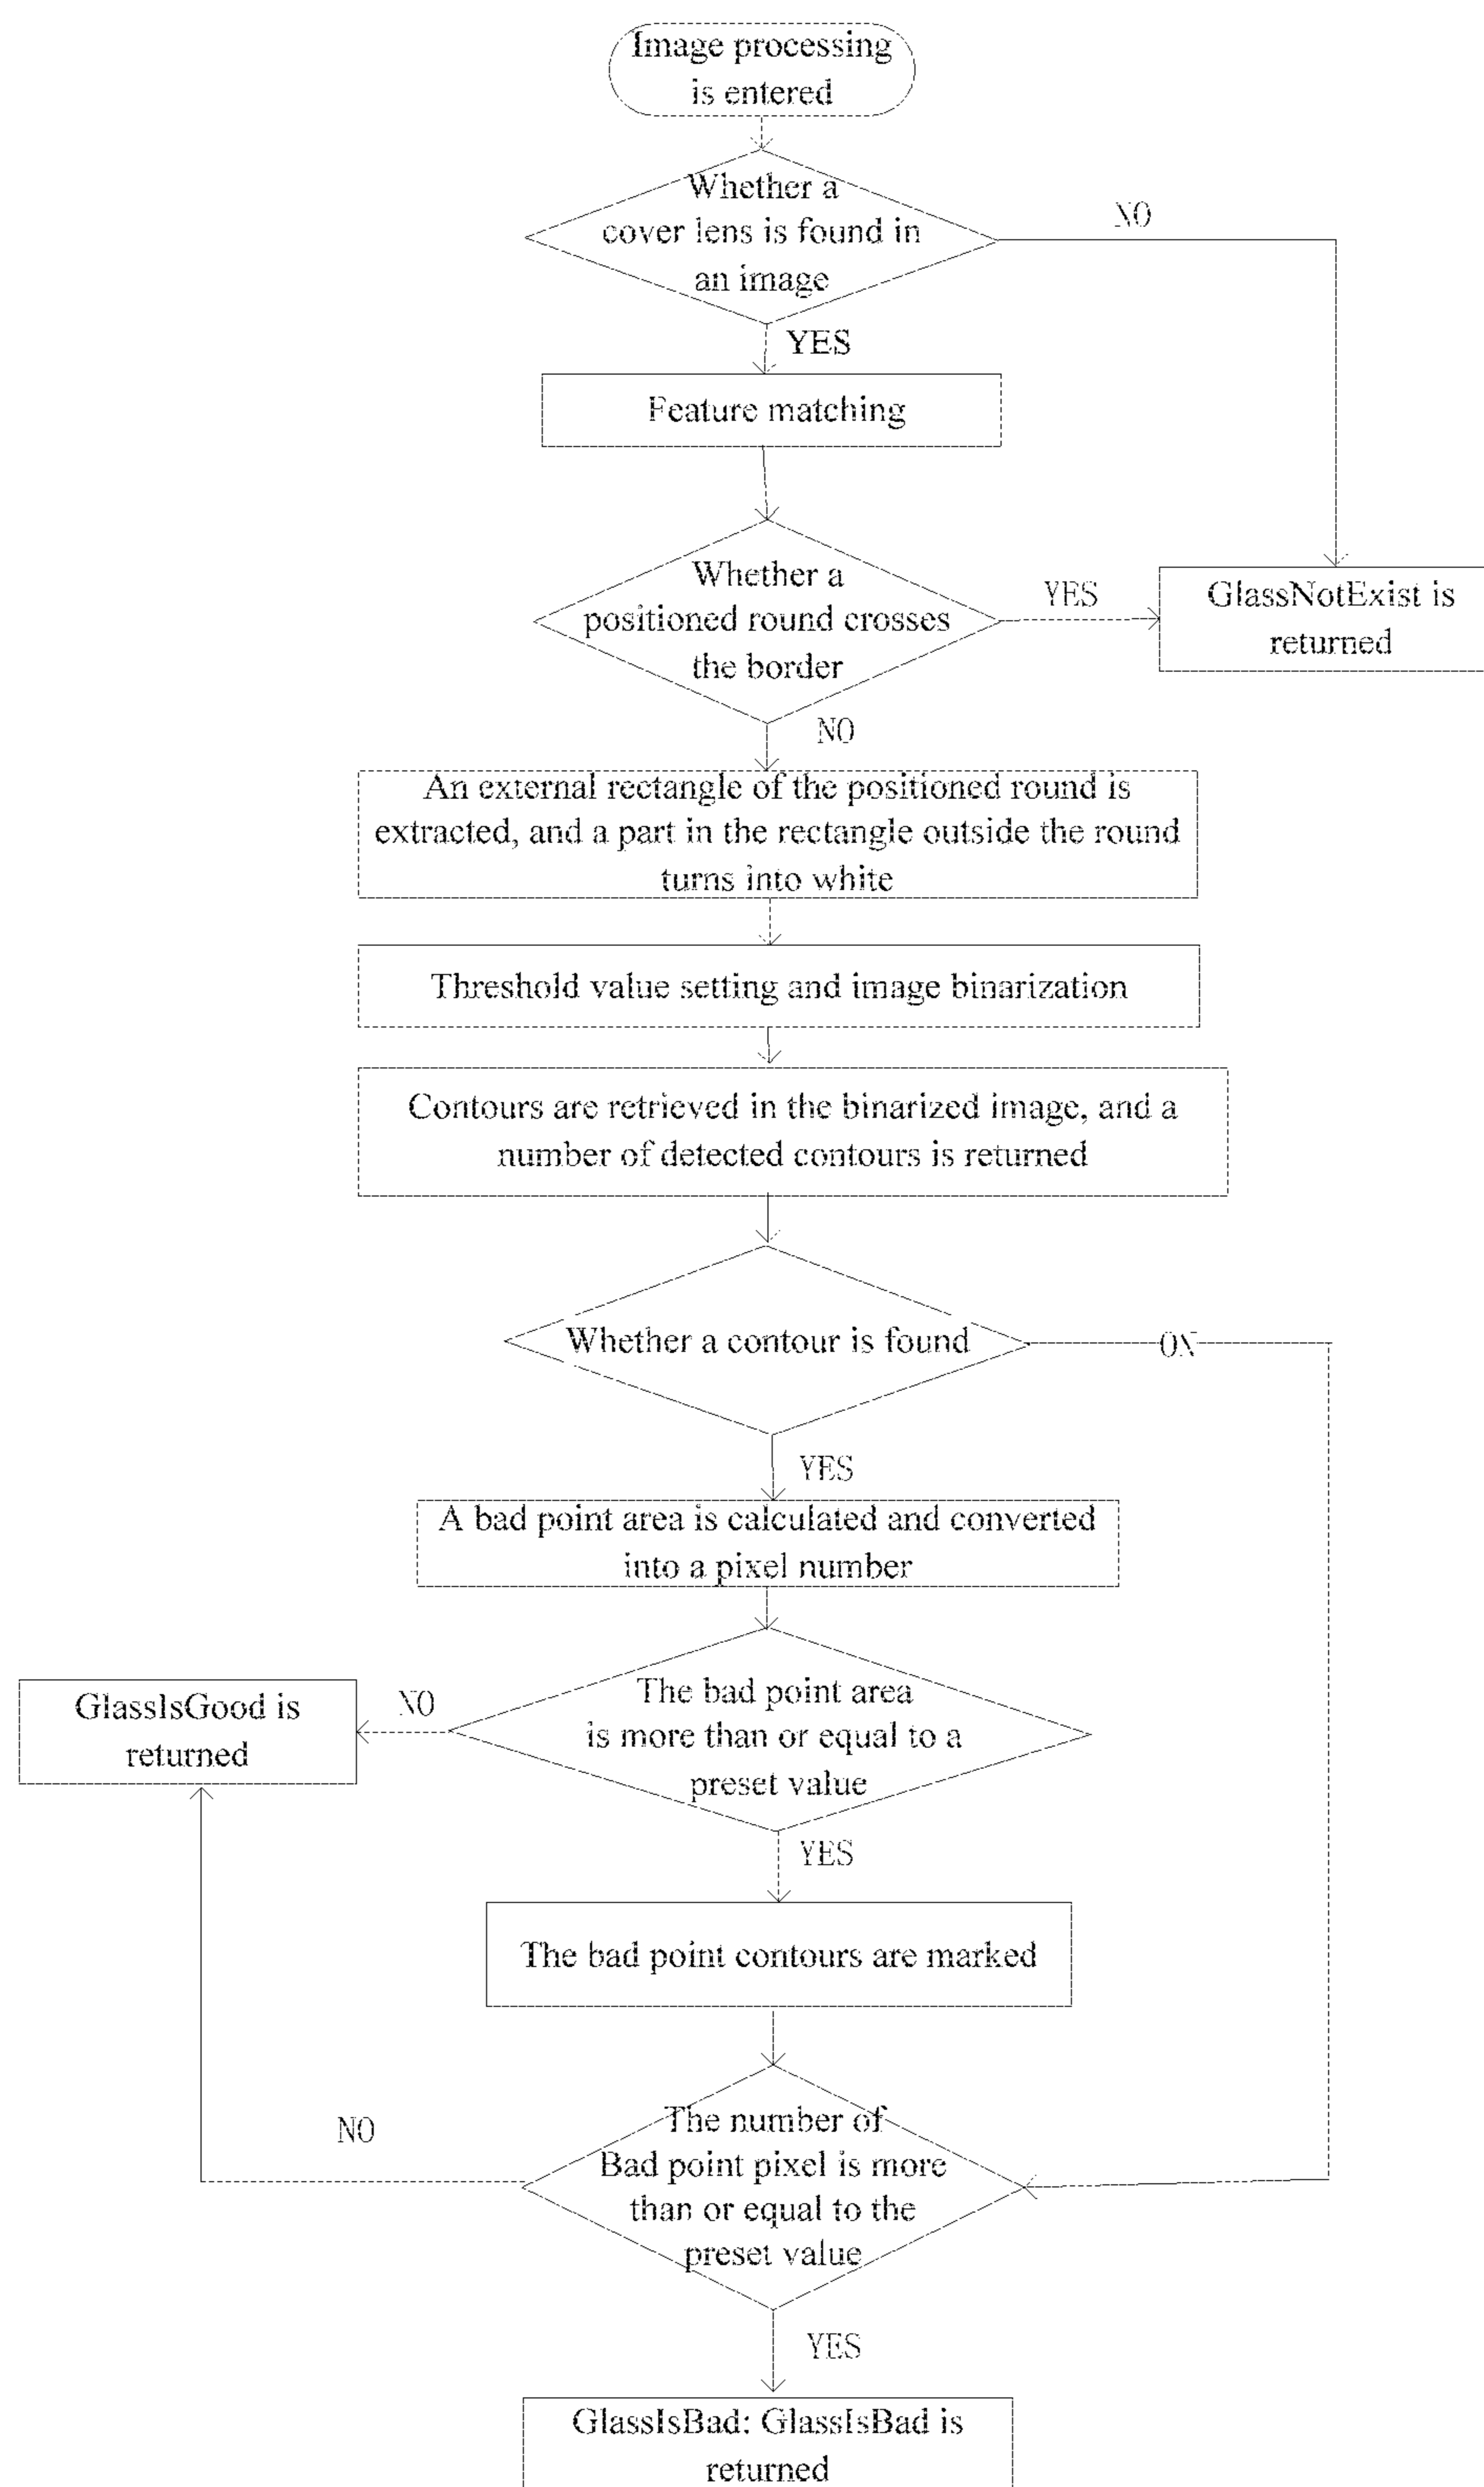 Image processing
is entered
Whether a
cover lens is found in
an image
NO
YES
Feature matching
Whether a
positioned round crosses
the border
YES
GlassNotExist is
returned
NO
An external rectangle of the positioned round is
extracted, and a part in the rectangle outside the round
turns into white
Threshold value setting and image binarization
Contours are retrieved in the binarized image, and a
number of detected contours is returned
Whether a contour is found
ON
YES
A bad point area is calculated and converted
into a pixel number
GlassIsGood is
returned
NO
The bad point area
is more than or equal to a
preset value
YES
The bad point contours are marked
NO
The number of
Bad point pixel is more
than or equal to the
preset value
YES
GlassIsBad: GlassIsBad is
returned